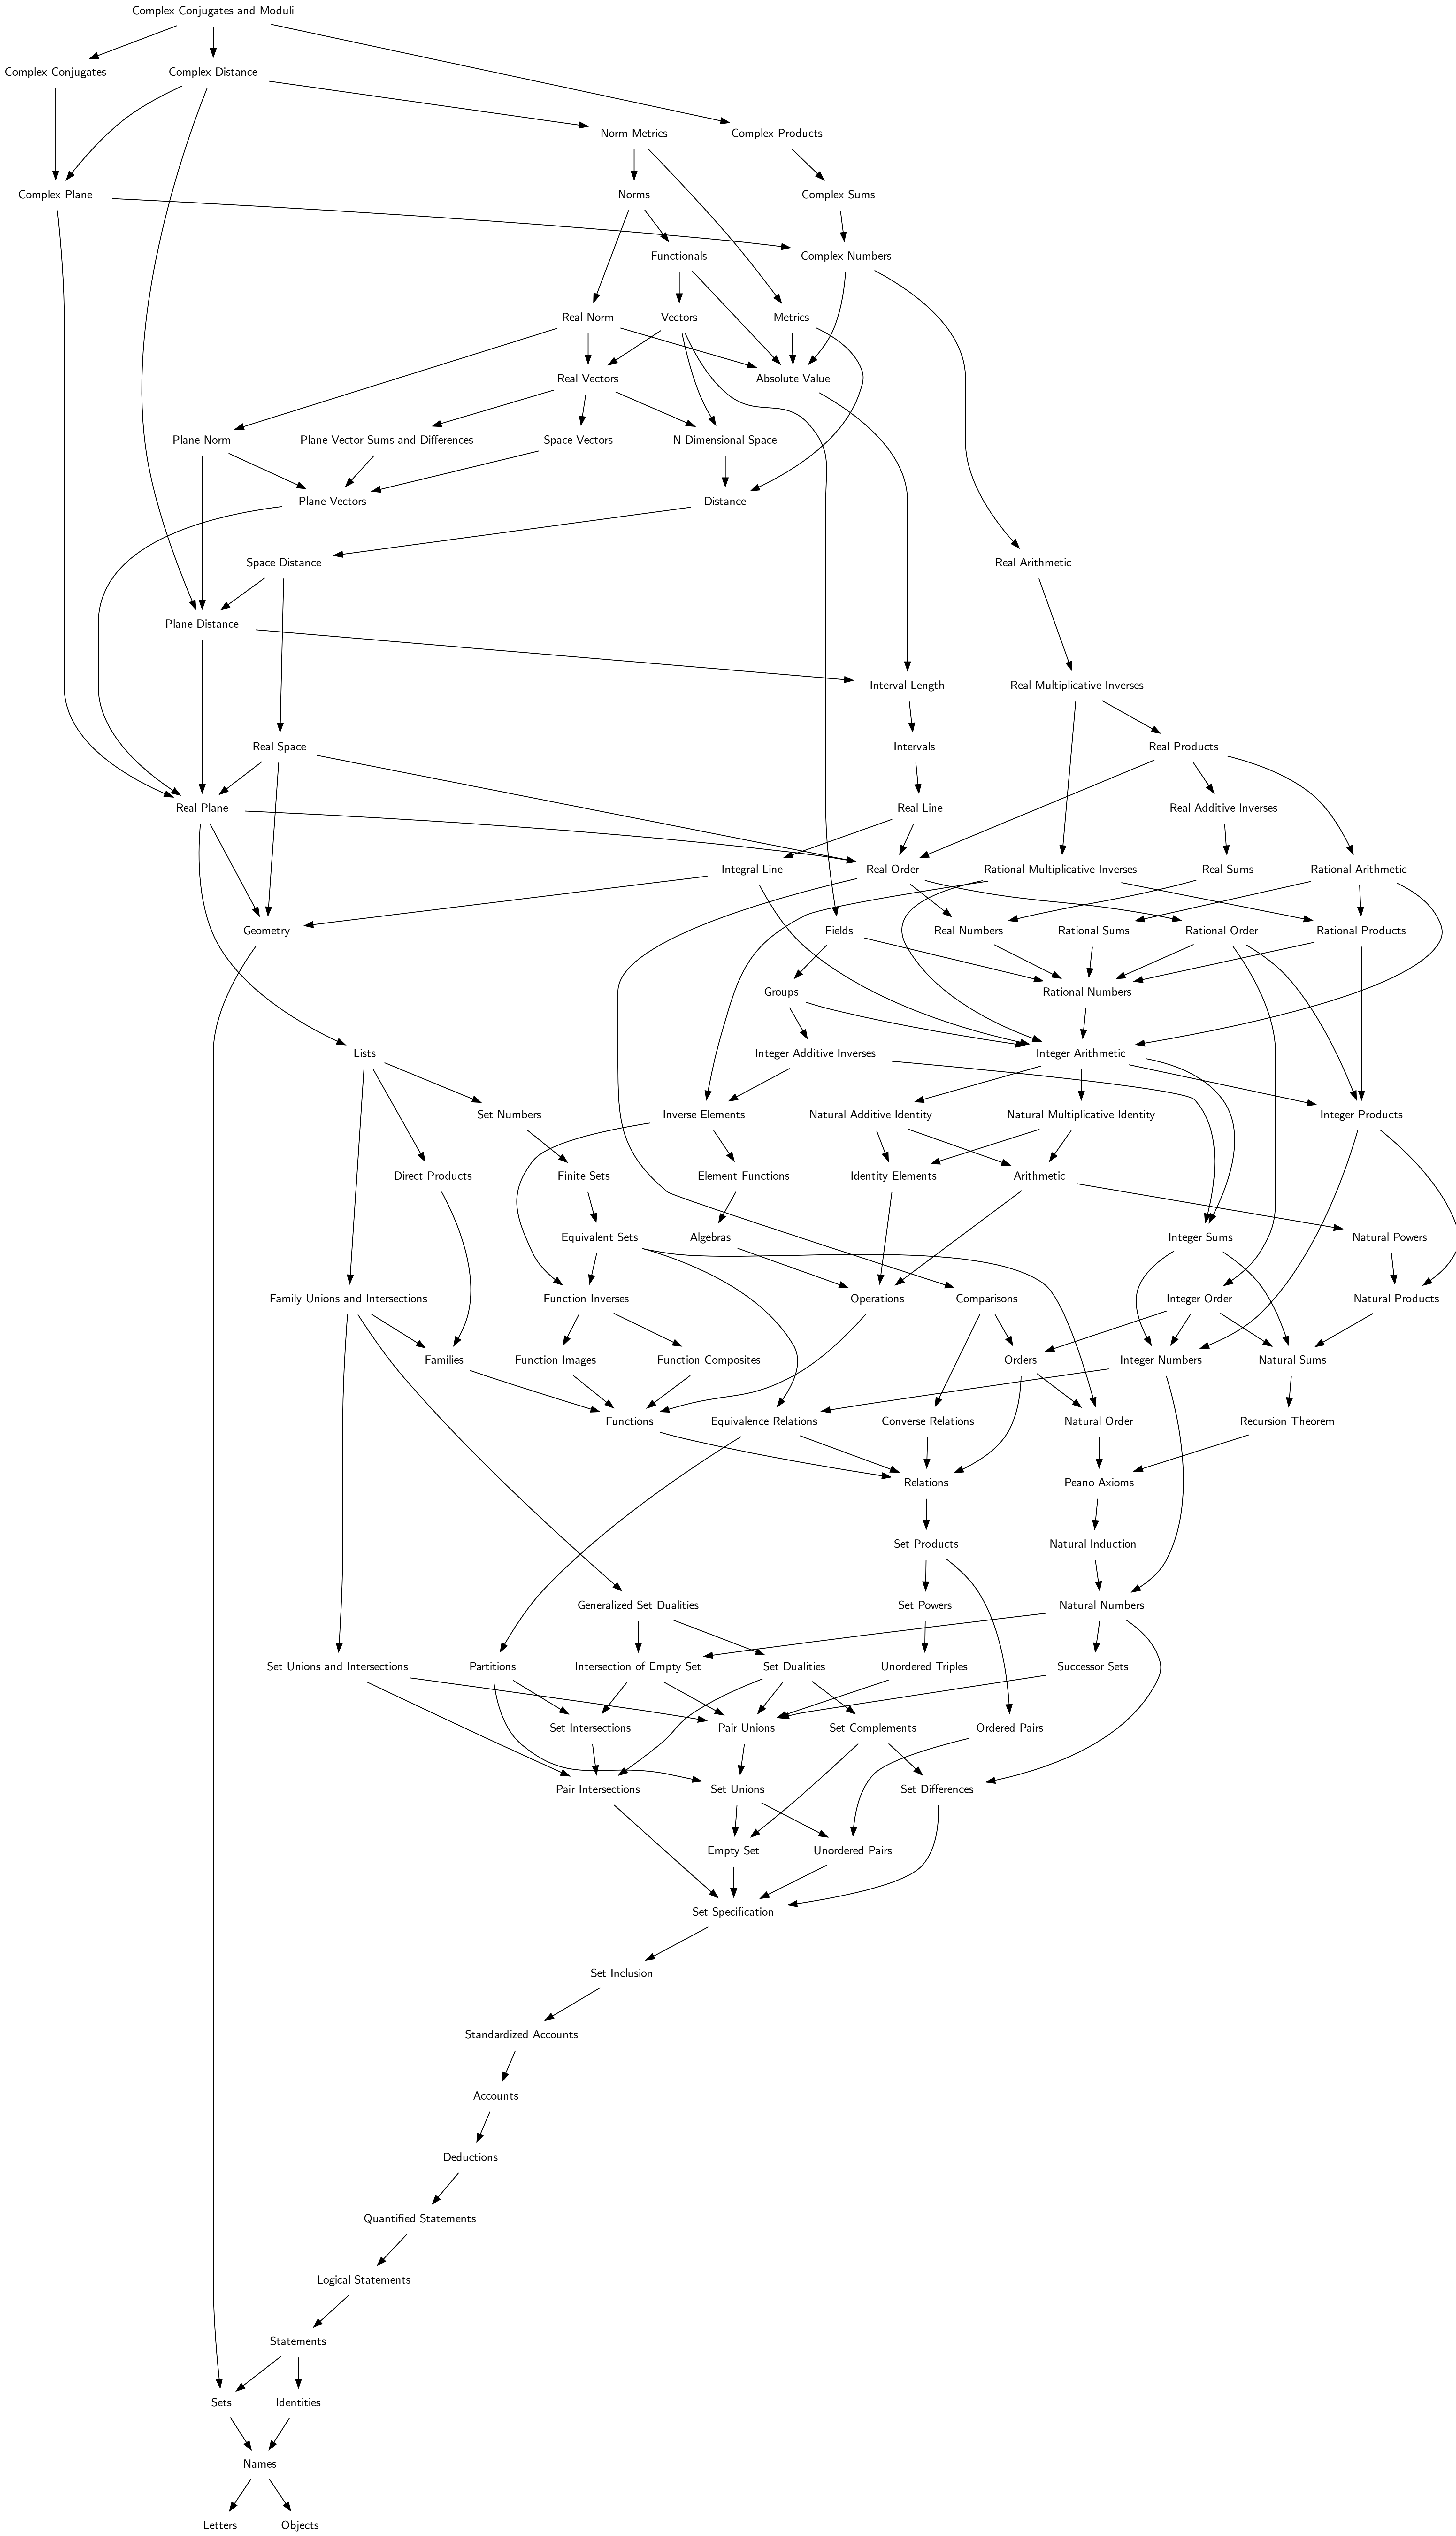 Complex Conjugates and Moduli
Complex Conjugates
Complex Distance
Norm Metrics
Complex Products
Complex Plane
Norms
Complex Sums
Functionals
Complex Numbers
Real Norm
Vectors
Metrics
Real Vectors
Absolute Value
Plane Norm
Plane Vector Sums and Differences
Space Vectors
N-Dimensional Space
Plane Vectors
Distance
Space Distance
Real Arithmetic
Plane Distance
Interval Length
Real Multiplicative Inverses
Real Space
Intervals
Real Products
Real Plane
Real Line
Real Additive Inverses
Integral Line
Real Order
Rational Multiplicative Inverses
Real Sums
Rational Arithmetic
Geometry
Fields
Real Numbers
Rational Sums
Rational Order
Rational Products
Groups
Rational Numbers
Lists
Integer Additive Inverses
Integer Arithmetic
Set Numbers
Inverse Elements
Natural Additive Identity
Natural Multiplicative Identity
Integer Products
Direct Products
Finite Sets
Element Functions
Identity Elements
Arithmetic
Equivalent Sets
Algebras
Integer Sums
Natural Powers
Family Unions and Intersections
Function Inverses
Operations
Comparisons
Integer Order
Natural Products
Families
Function Images
Function Composites
Orders
Integer Numbers
Natural Sums
Functions
Equivalence Relations
Converse Relations
Natural Order
Recursion Theorem
Relations
Peano Axioms
Set Products
Natural Induction
Generalized Set Dualities
Set Powers
Natural Numbers
Set Unions and Intersections
Partitions
Intersection of Empty Set
Set Dualities
Unordered Triples
Successor Sets
Set Intersections
Pair Unions
Set Complements
Ordered Pairs
Pair Intersections
Set Unions
Set Differences
Empty Set
Unordered Pairs
Set Specification
Set Inclusion
Standardized Accounts
Accounts
Deductions
Quantified Statements
Logical Statements
Statements
Sets
Identities
Names
Letters
Objects